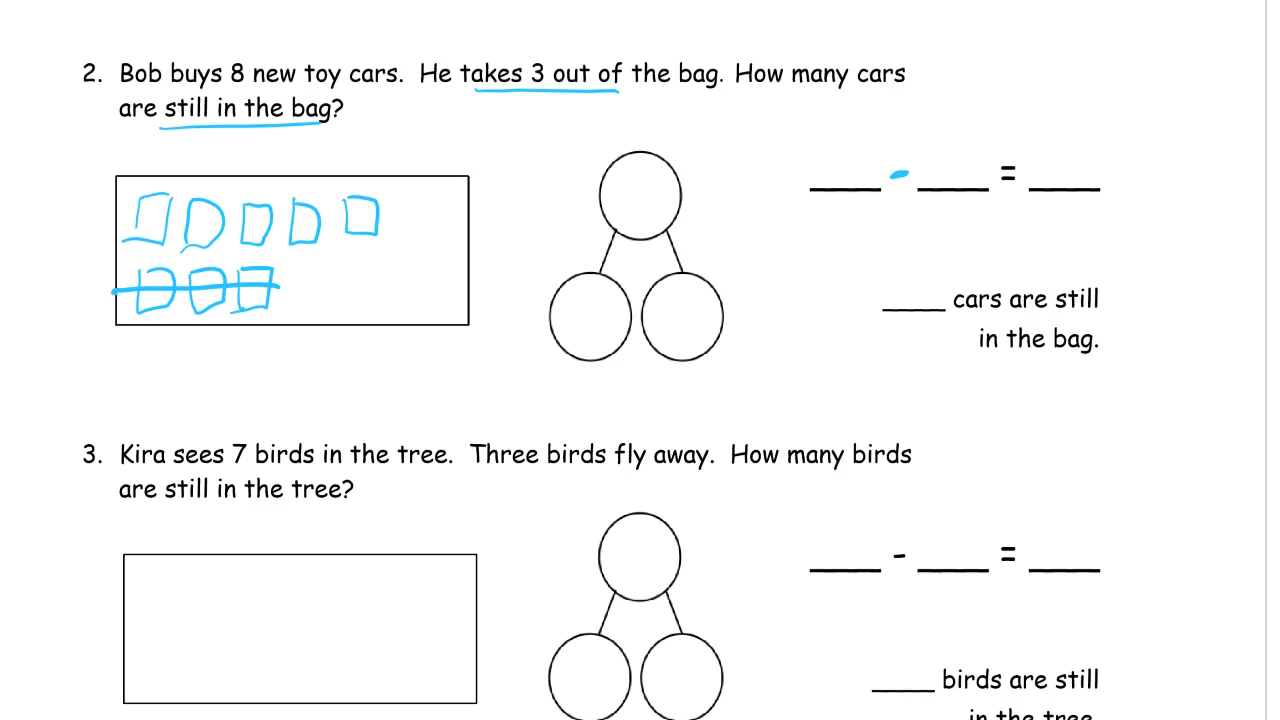 2. Bob buys 8 new toy cars. He takes 3 out of the bag. How many cars
are still in the bag?
____ - ____ = ____
____ cars are still
in the bag.
3. Kira sees 7 birds in the tree. Three birds fly away. How many birds
are still in the tree?
____ - ____ = ____
____ birds are still
in the tree.